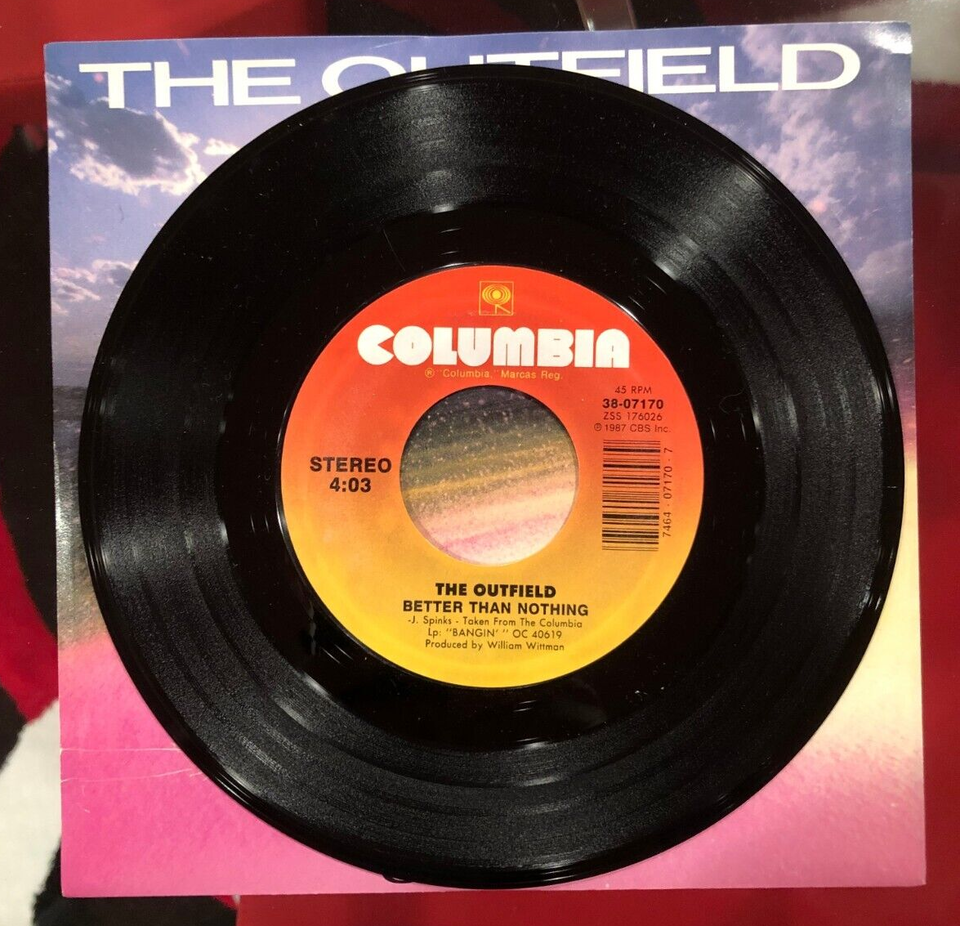 THE OUTFIELD
COLUMBIA
® "Columbia," Marcas Reg.
45 RPM
38-07170
ZSS 176026
℗ 1987 CBS Inc.
STEREO
4:03
7464 - 07170 - 7
THE OUTFIELD
BETTER THAN NOTHING
-J. Spinks - Taken From The Columbia
Lp: "BANGIN' " OC 40619
Produced by William Wittman